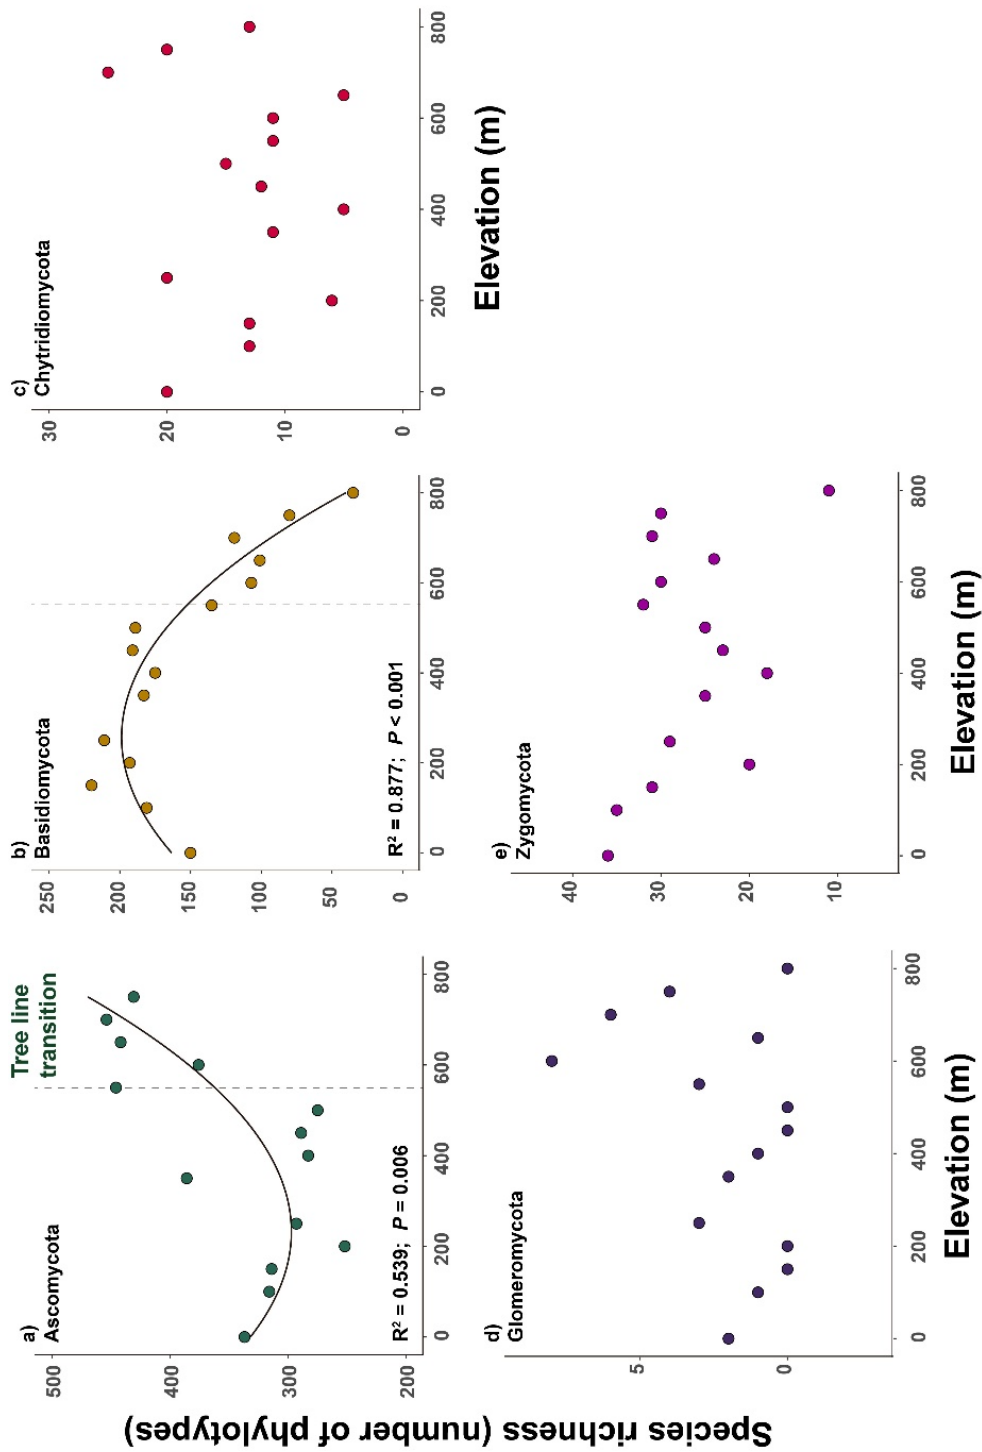 Species richness (number of phylotypes)
a)
Ascomycota
Tree line
transition
500
400
300
200
R² = 0.539; P = 0.006
0
200
400
600
800
b)
Basidiomycota
250
200
150
100
50
0
R² = 0.877; P < 0.001
0
200
400
600
800
c)
Chytridiomycota
30
20
10
0
0
200
400
600
800
Elevation (m)
d)
Glomeromycota
5
0
0
200
400
600
800
Elevation (m)
e)
Zygomycota
40
30
20
10
0
200
400
600
800
Elevation (m)